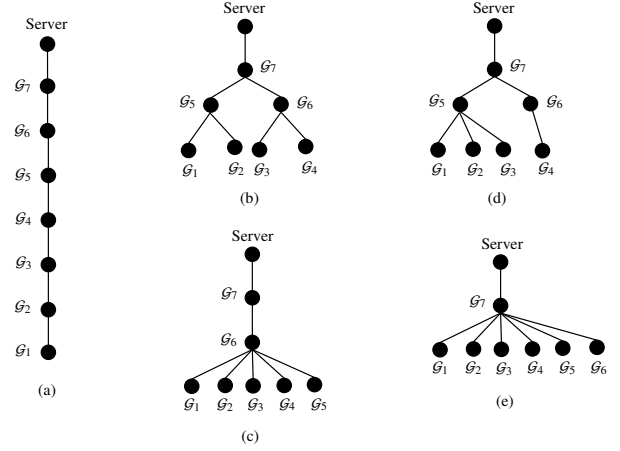 Server
𝒢7
𝒢6
𝒢5
𝒢4
𝒢3
𝒢2
𝒢1
(a)
Server
𝒢7
𝒢5 𝒢6
𝒢1 𝒢2 𝒢3 𝒢4
(b)
Server
𝒢7
𝒢6
𝒢1 𝒢2 𝒢3 𝒢4 𝒢5
(c)
Server
𝒢7
𝒢5 𝒢6
𝒢1 𝒢2 𝒢3 𝒢4
(d)
Server
𝒢7
𝒢1 𝒢2 𝒢3 𝒢4 𝒢5 𝒢6
(e)